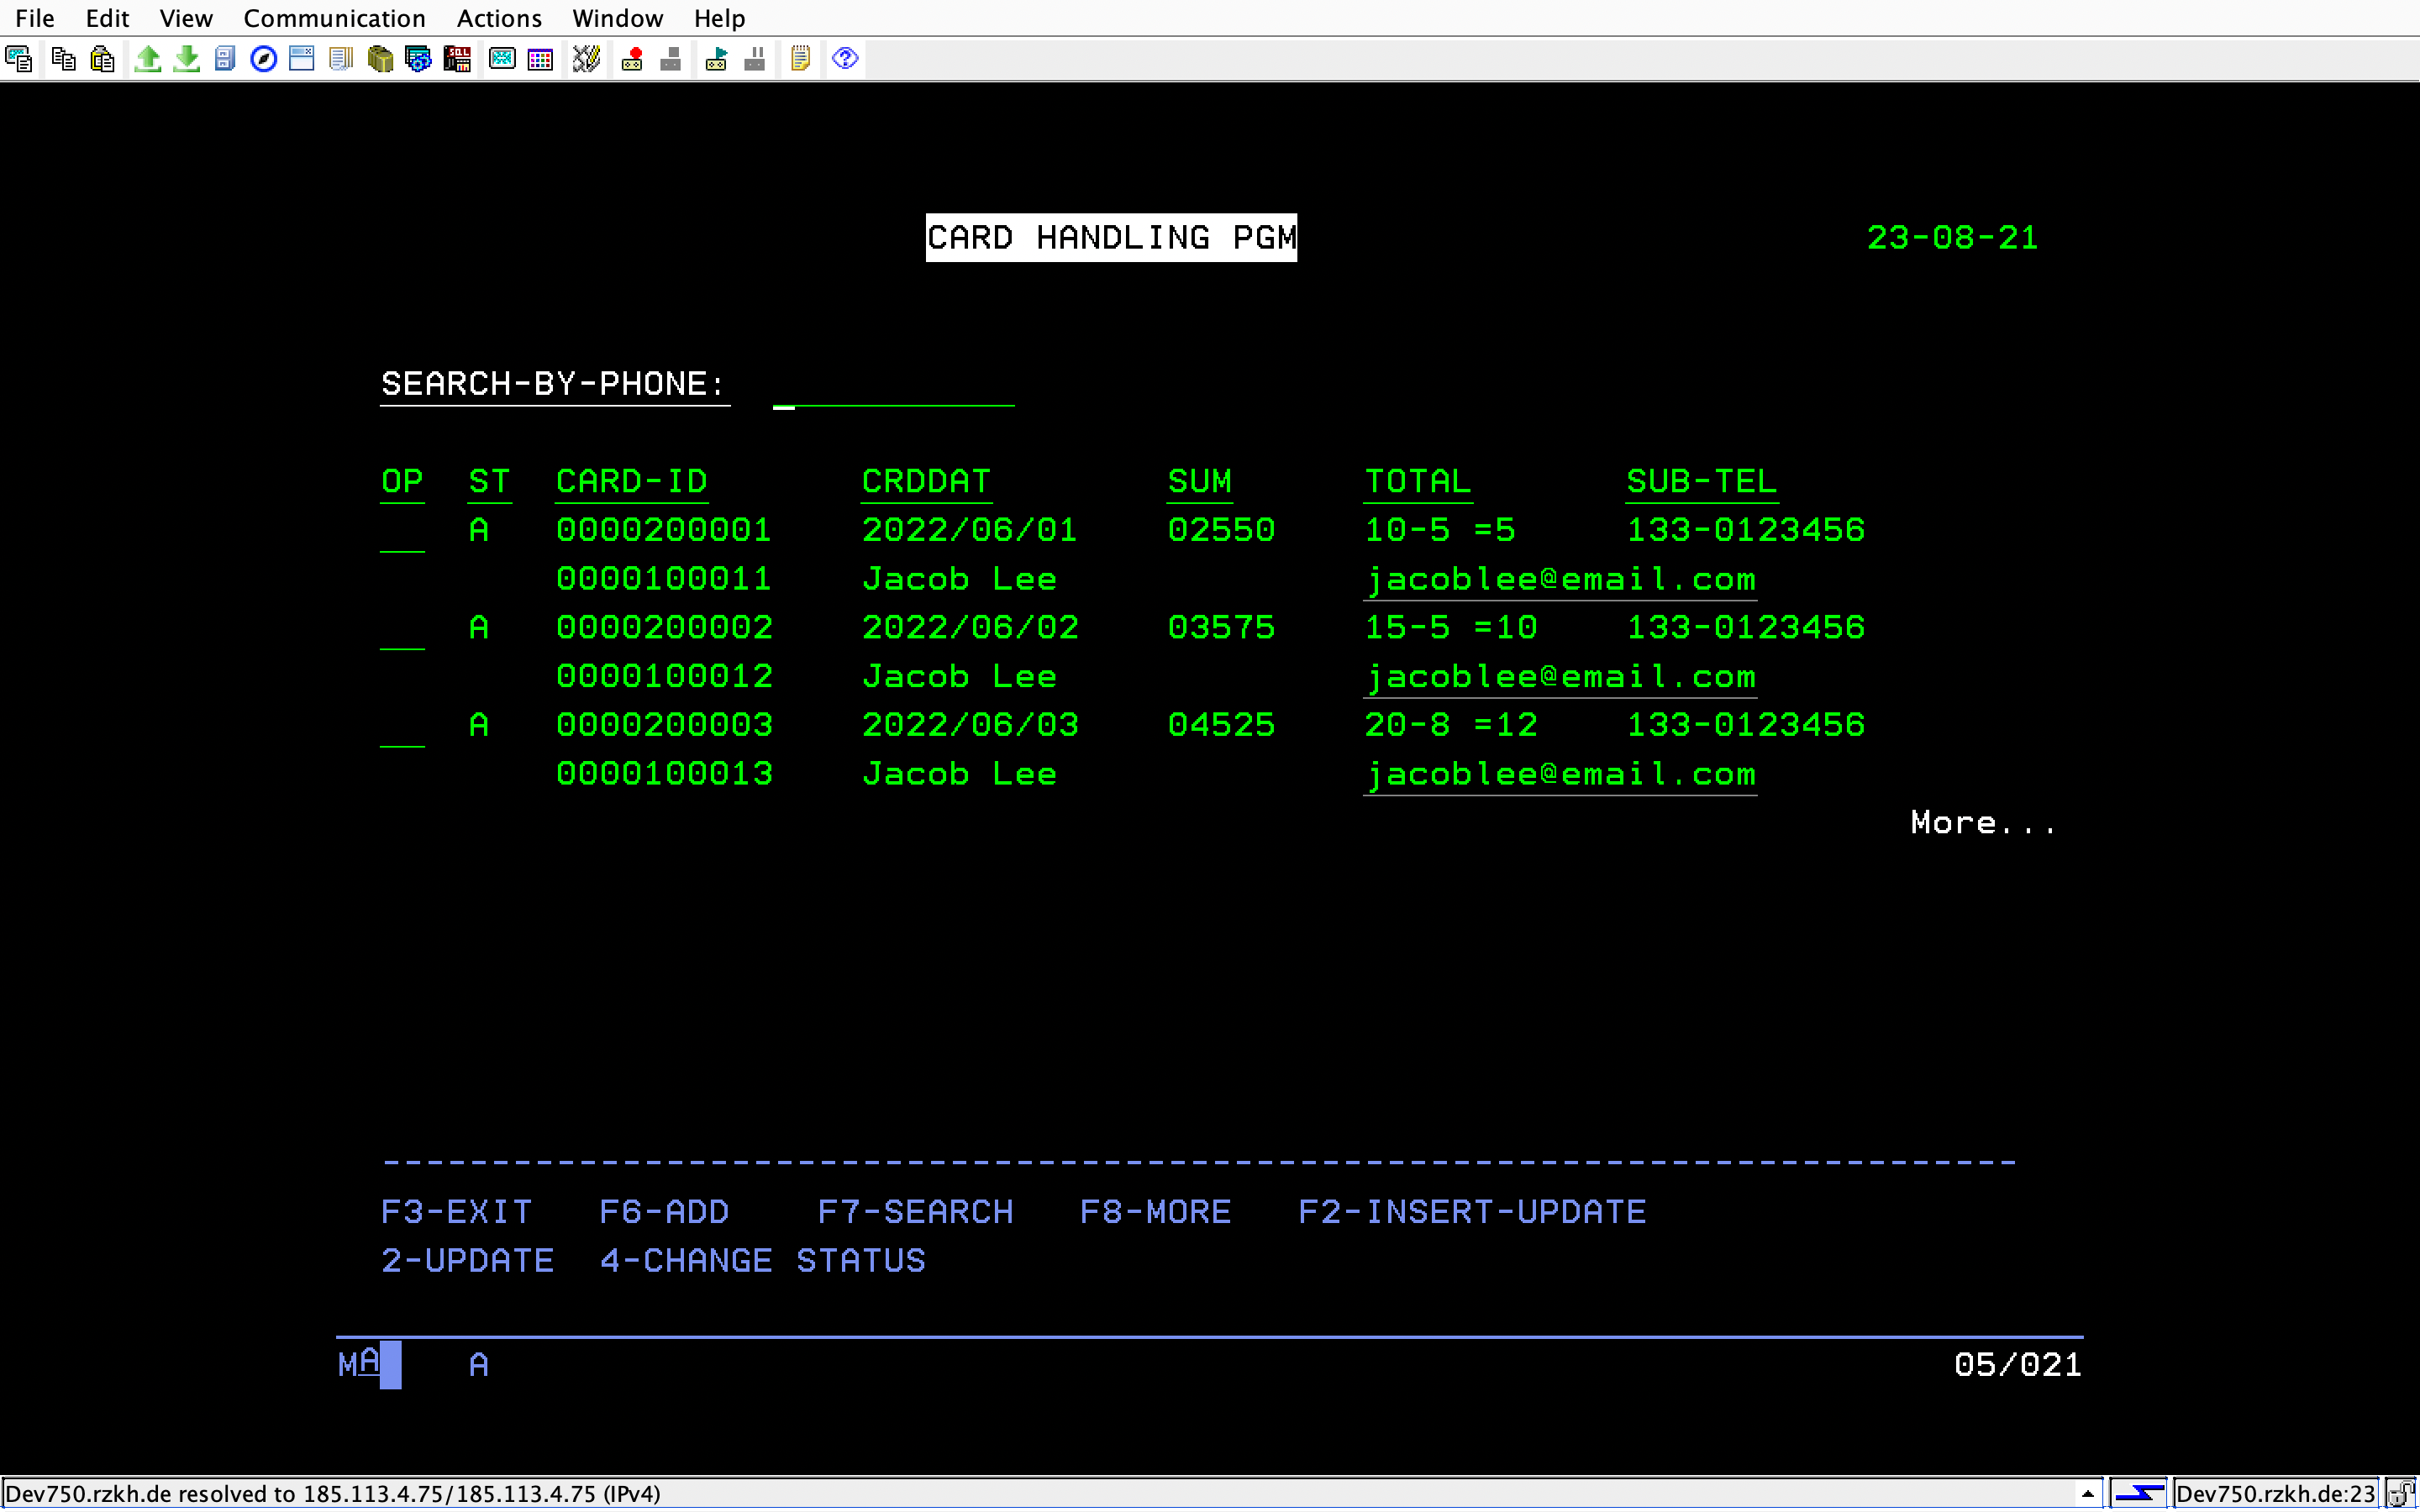 File Edit View Communication Actions Window Help
CARD HANDLING PGM 23-08-21
SEARCH-BY-PHONE:
OP ST CARD-ID CRDDAT SUM TOTAL SUB-TEL
A 0000200001 2022/06/01 02550 10-5 =5 133-0123456
0000100011 Jacob Lee jacoblee@email.com
A 0000200002 2022/06/02 03575 15-5 =10 133-0123456
0000100012 Jacob Lee jacoblee@email.com
A 0000200003 2022/06/03 04525 20-8 =12 133-0123456
0000100013 Jacob Lee jacoblee@email.com
More...
--------------------------------------------------------------------------
F3-EXIT F6-ADD F7-SEARCH F8-MORE F2-INSERT-UPDATE
2-UPDATE 4-CHANGE STATUS
MA A 05/021
Dev750.rzkh.de resolved to 185.113.4.75/185.113.4.75 (IPv4) Dev750.rzkh.de:23